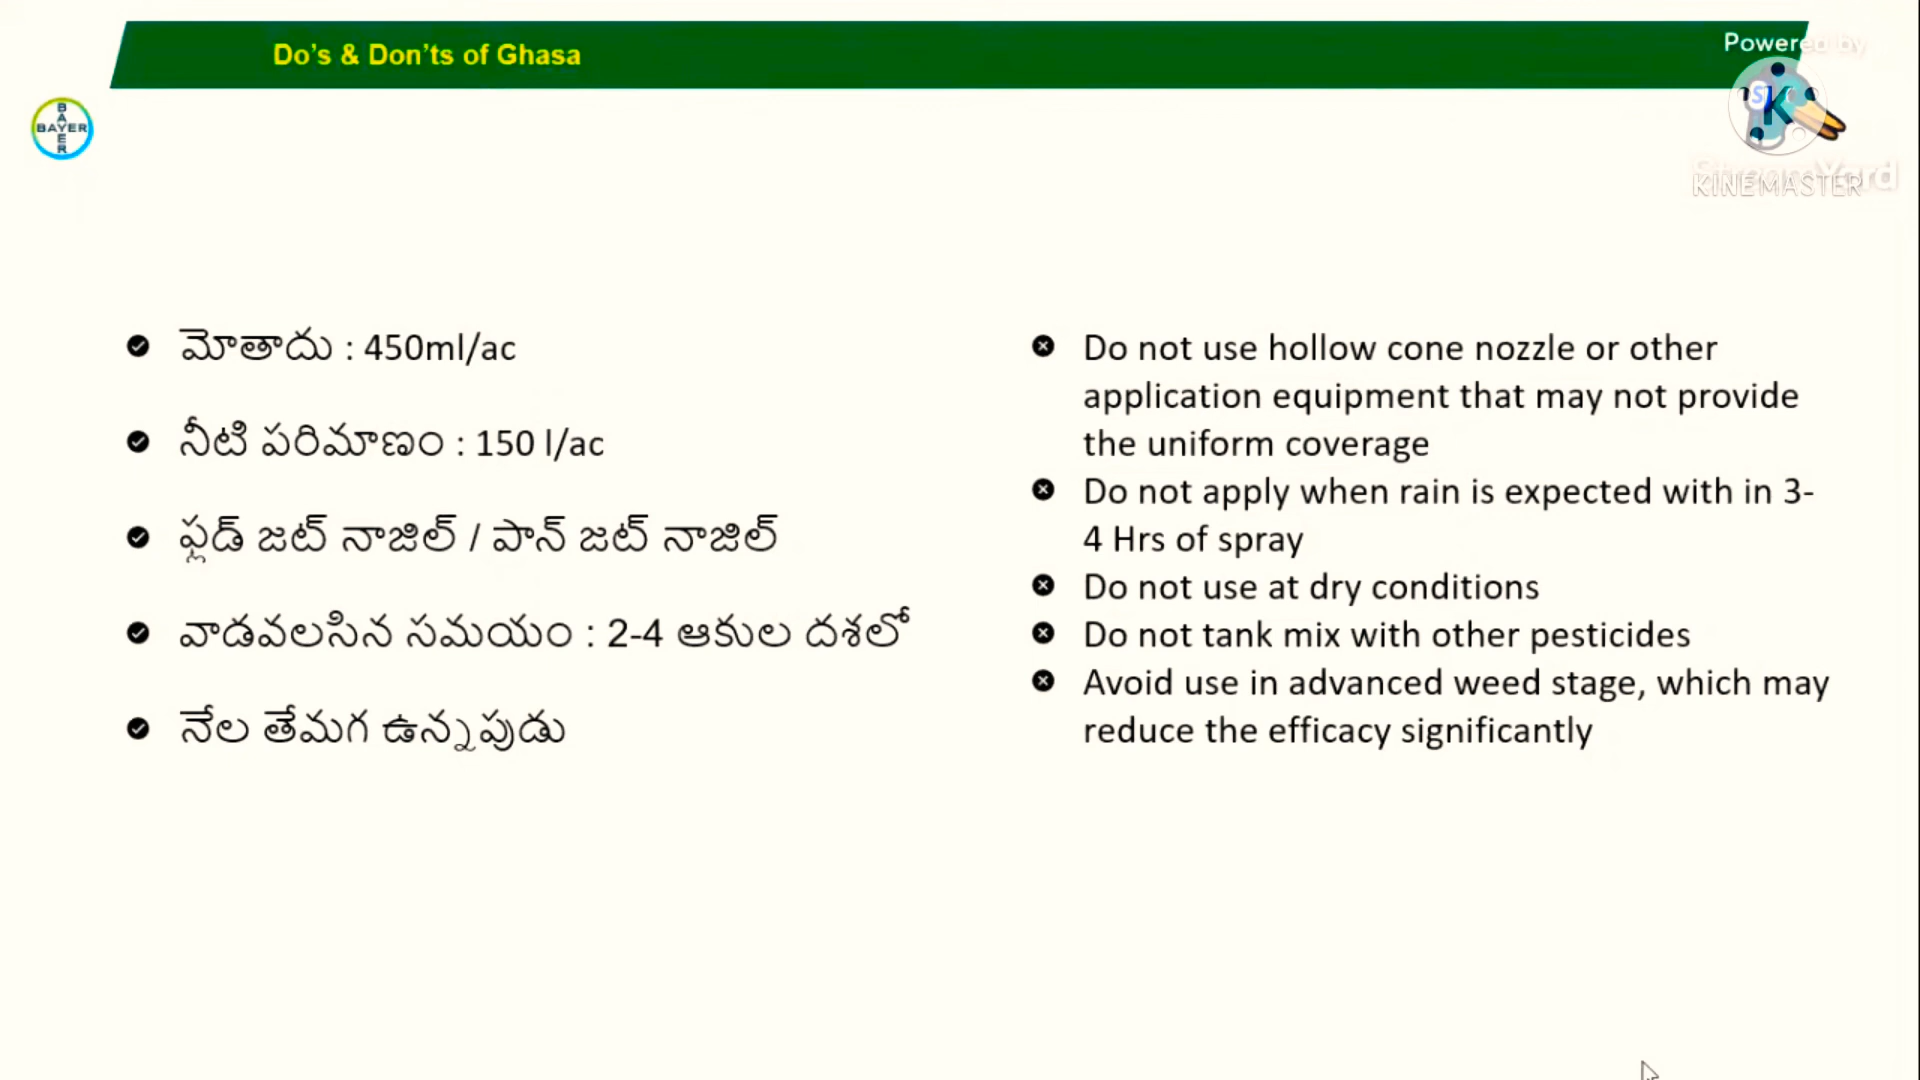 Do's & Don'ts of Ghasa
Powered by
BAYER
BAYER
SK
KINEMASTER
మోతాదు : 450ml/ac
నీటి పరిమాణం : 150 l/ac
ఫ్లడ్ జట్ నాజిల్ / పాన్ జట్ నాజిల్
వాడవలసిన సమయం : 2-4 ఆకుల దశలో
నేల తేమగ ఉన్నపుడు
Do not use hollow cone nozzle or other
application equipment that may not provide
the uniform coverage
Do not apply when rain is expected with in 3-
4 Hrs of spray
Do not use at dry conditions
Do not tank mix with other pesticides
Avoid use in advanced weed stage, which may
reduce the efficacy significantly